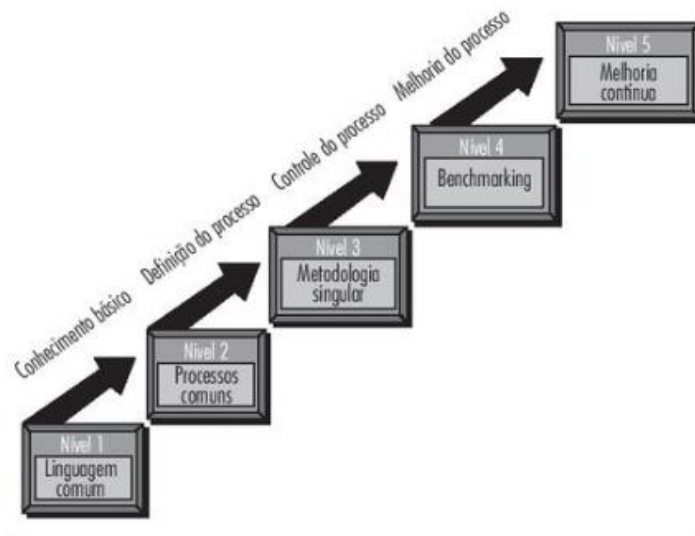 Conhecimento básico
Definição do processo
Controle do processo
Melhoria do processo
Nível 5
Melhoria
contínua
Nível 4
Benchmarking
Nível 3
Metodologia
singular
Nível 2
Processos
comuns
Nível 1
Linguagem
comum